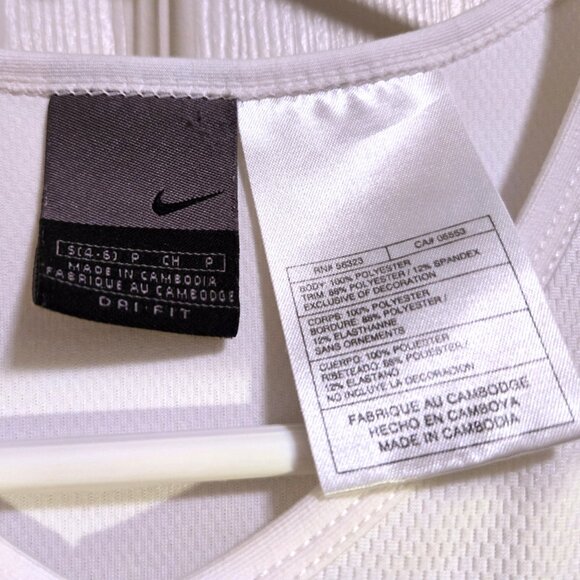 S(4-6) P CH P
MADE IN CAMBODIA
FABRIQUE AU CAMBODGE
DRI-FIT
RN# 56323 CA# 05553
BODY 100% POLYESTER
TRIM: 88% POLYESTER / 12% SPANDEX
EXCLUSIVE OF DECORATION
CORPS: 100% POLYESTER
BORDURE: 88% POLYESTER /
12% ELASTHANNE
SANS ORNEMENTS
CUERPO: 100% POLIESTER
RIBETEADO: 88% POLIESTER /
12% ELASTANO
NO INCLUYE LA DECORACION
FABRIQUE AU CAMBODGE
HECHO EN CAMBOYA
MADE IN CAMBODIA